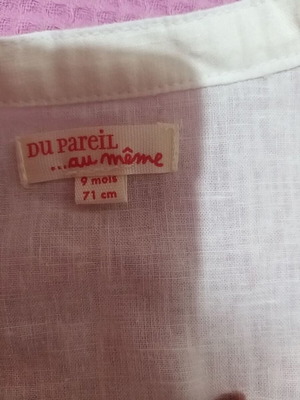 DU PAREIL
...au même
9 mois
71 cm